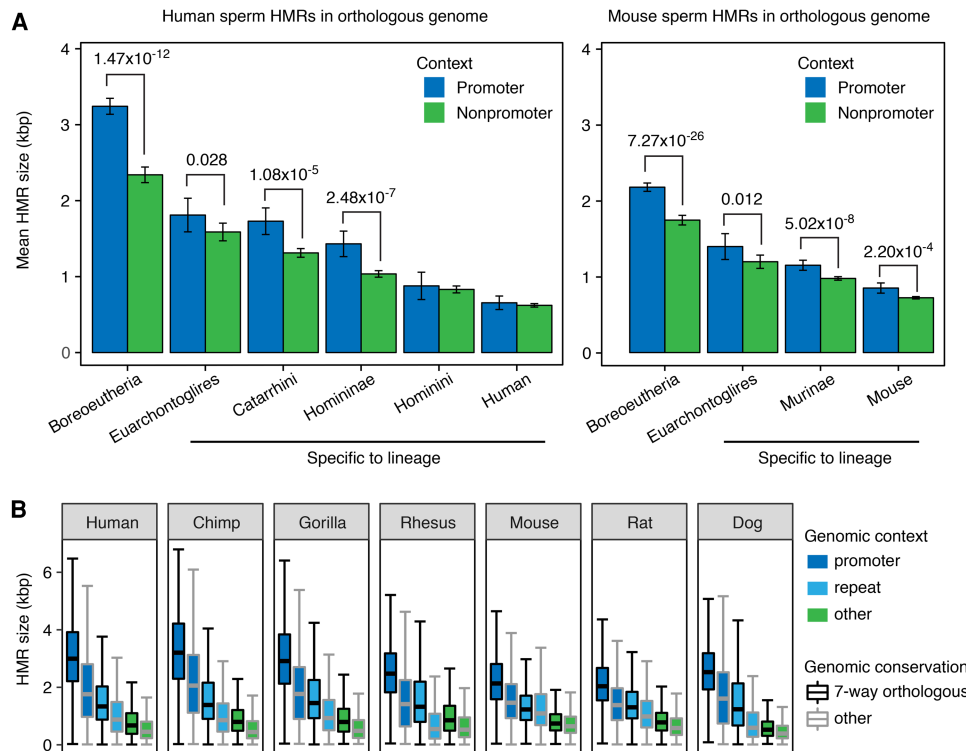 A
Human sperm HMRs in orthologous genome
Mouse sperm HMRs in orthologous genome
Mean HMR size (kbp)
4
3
2
1
0
1.47x10-12
0.028
1.08x10-5
2.48x10-7
Context
Promoter
Nonpromoter
Boreoeutheria
Euarchontoglires
Catarrhini
Homininae
Hominini
Human
Specific to lineage
4
3
2
1
0
7.27x10-26
0.012
5.02x10-8
2.20x10-4
Context
Promoter
Nonpromoter
Boreoeutheria
Euarchontoglires
Murinae
Mouse
Specific to lineage
B
Human
Chimp
Gorilla
Rhesus
Mouse
Rat
Dog
HMR size (kbp)
6
4
2
0
Genomic context
promoter
repeat
other
Genomic conservation
7-way orthologous
other